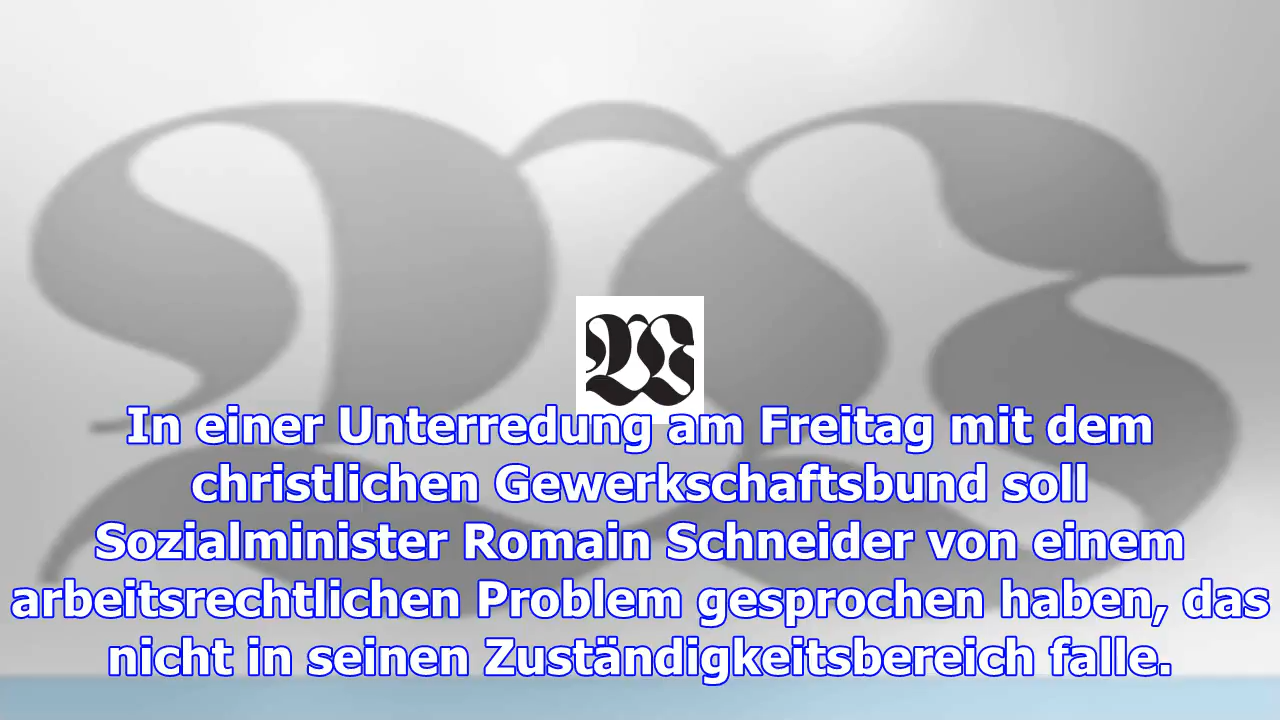 In einer Unterredung am Freitag mit dem
christlichen Gewerkschaftsbund soll
Sozialminister Romain Schneider von einem
arbeitsrechtlichen Problem gesprochen haben, das
nicht in seinen Zuständigkeitsbereich falle.